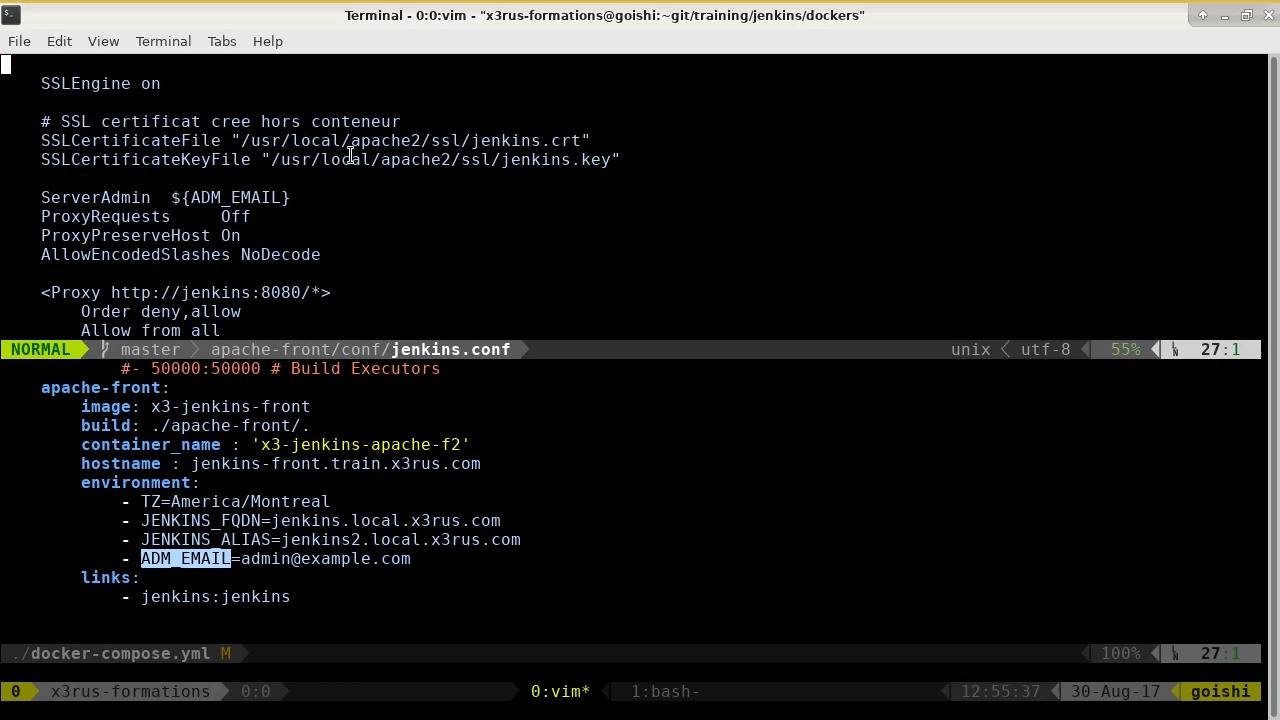 Terminal - 0:0:vim - "x3rus-formations@goishi:~git/training/jenkins/dockers"
File Edit View Terminal Tabs Help
SSLEngine on
# SSL certificat cree hors conteneur
SSLCertificateFile "/usr/local/apache2/ssl/jenkins.crt"
SSLCertificateKeyFile "/usr/local/apache2/ssl/jenkins.key"
ServerAdmin ${ADM_EMAIL}
ProxyRequests Off
ProxyPreserveHost On
AllowEncodedSlashes NoDecode
<Proxy http://jenkins:8080/*>
Order deny,allow
Allow from all
NORMAL master apache-front/conf/jenkins.conf unix utf-8 55% 27:1
#- 50000:50000 # Build Executors
apache-front:
image: x3-jenkins-front
build: ./apache-front/.
container_name : 'x3-jenkins-apache-f2'
hostname : jenkins-front.train.x3rus.com
environment:
- TZ=America/Montreal
- JENKINS_FQDN=jenkins.local.x3rus.com
- JENKINS_ALIAS=jenkins2.local.x3rus.com
- ADM_EMAIL=admin@example.com
links:
- jenkins:jenkins
./docker-compose.yml M 100% 27:1
0 x3rus-formations 0:0 0:vim* 1:bash- 12:55:37 30-Aug-17 goishi